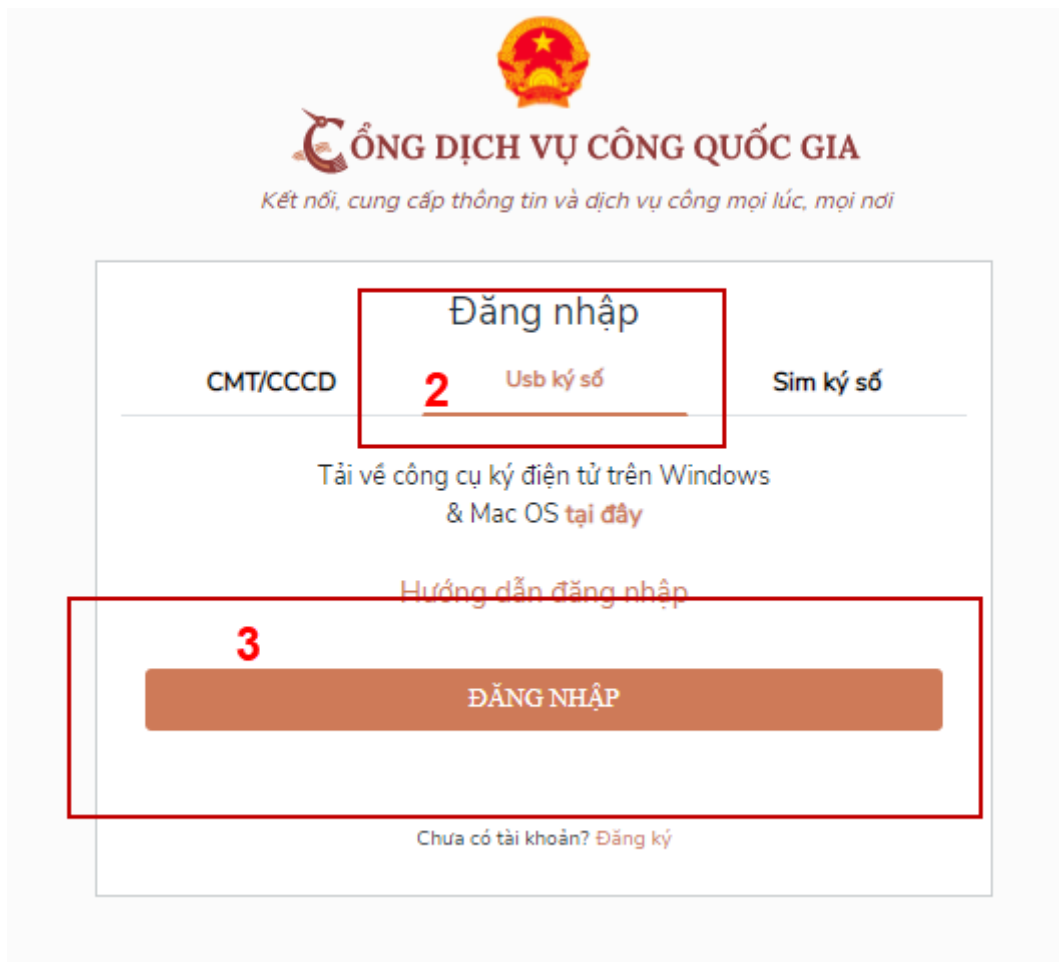 CỔNG DỊCH VỤ CÔNG QUỐC GIA
Kết nối, cung cấp thông tin và dịch vụ công mọi lúc, mọi nơi
Đăng nhập
CMT/CCCD 2 Usb ký số Sim ký số
Tải về công cụ ký điện tử trên Windows
& Mac OS tại đây
Hướng dẫn đăng nhập
3
ĐĂNG NHẬP
Chưa có tài khoản? Đăng ký